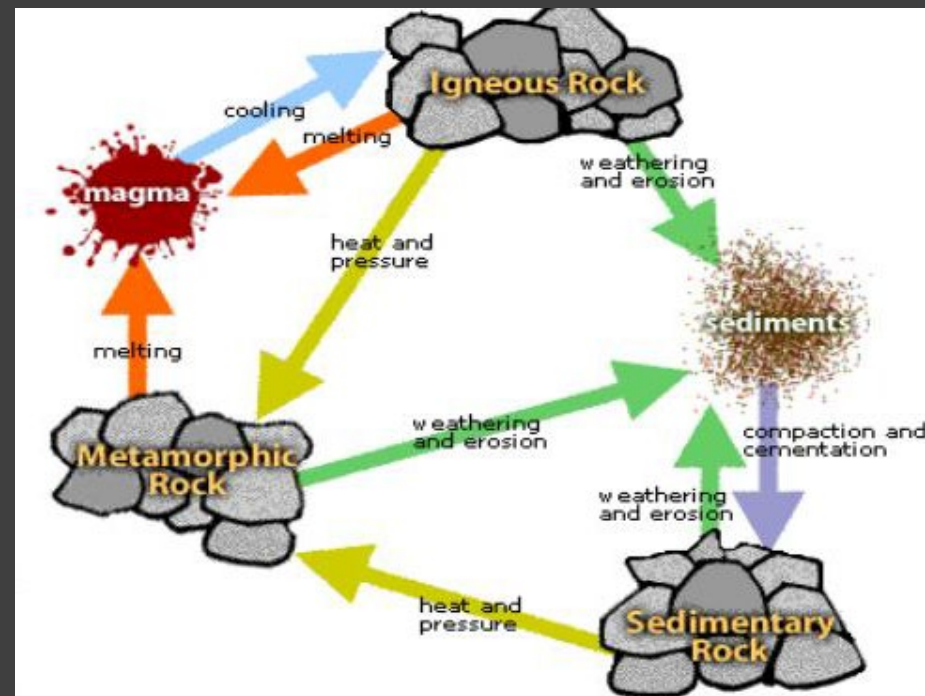 Igneous Rock
cooling
melting
weathering
and erosion
magma
heat and
pressure
sediments
melting
weathering
and erosion
compaction and
cementation
Metamorphic
Rock
weathering
and erosion
heat and
pressure
Sedimentary
Rock